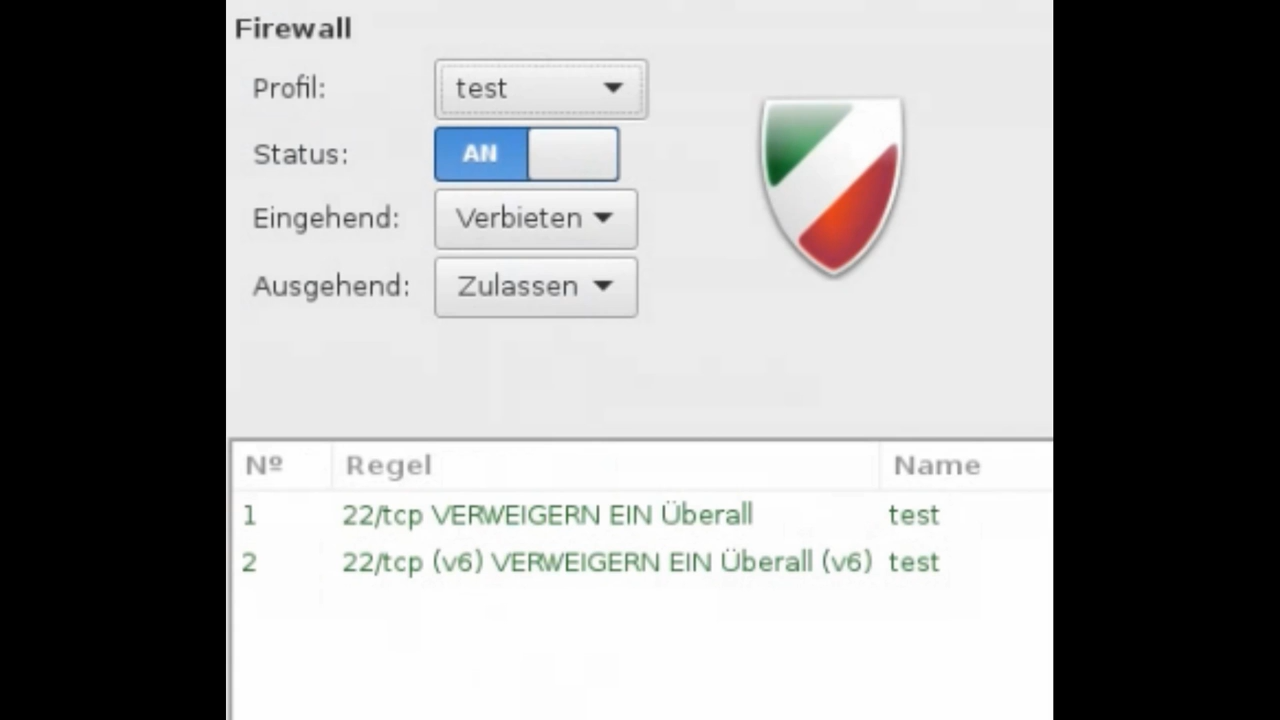 Firewall
Profil: test
Status: AN
Eingehend: Verbieten
Ausgehend: Zulassen
Nº Regel Name
1 22/tcp VERWEIGERN EIN Überall test
2 22/tcp (v6) VERWEIGERN EIN Überall (v6) test